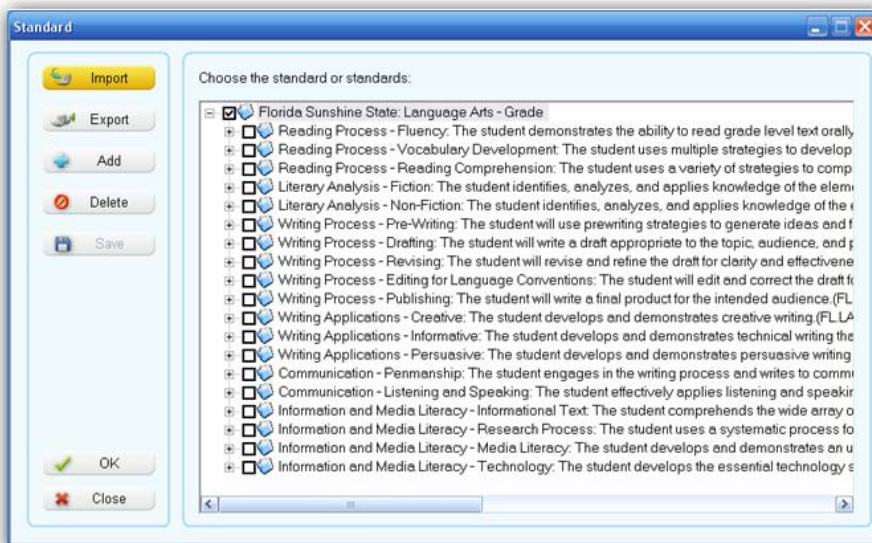 Standard
Import
Export
Add
Delete
Save
OK
Close
Choose the standard or standards:
Florida Sunshine State: Language Arts - Grade
Reading Process - Fluency: The student demonstrates the ability to read grade level text orally
Reading Process - Vocabulary Development: The student uses multiple strategies to develop
Reading Process - Reading Comprehension: The student uses a variety of strategies to comp
Literary Analysis - Fiction: The student identifies, analyzes, and applies knowledge of the elem
Literary Analysis - Non-Fiction: The student identifies, analyzes, and applies knowledge of the e
Writing Process - Pre-Writing: The student will use prewriting strategies to generate ideas and f
Writing Process - Drafting: The student will write a draft appropriate to the topic, audience, and p
Writing Process - Revising: The student will revise and refine the draft for clarity and effectivene
Writing Process - Editing for Language Conventions: The student will edit and correct the draft fo
Writing Process - Publishing: The student will write a final product for the intended audience.(FL
Writing Applications - Creative: The student develops and demonstrates creative writing.(FL.LA
Writing Applications - Informative: The student develops and demonstrates technical writing tha
Writing Applications - Persuasive: The student develops and demonstrates persuasive writing
Communication - Penmanship: The student engages in the writing process and writes to commu
Communication - Listening and Speaking: The student effectively applies listening and speakin
Information and Media Literacy - Informational Text: The student comprehends the wide array o
Information and Media Literacy - Research Process: The student uses a systematic process fo
Information and Media Literacy - Media Literacy: The student develops and demonstrates an u
Information and Media Literacy - Technology: The student develops the essential technology s